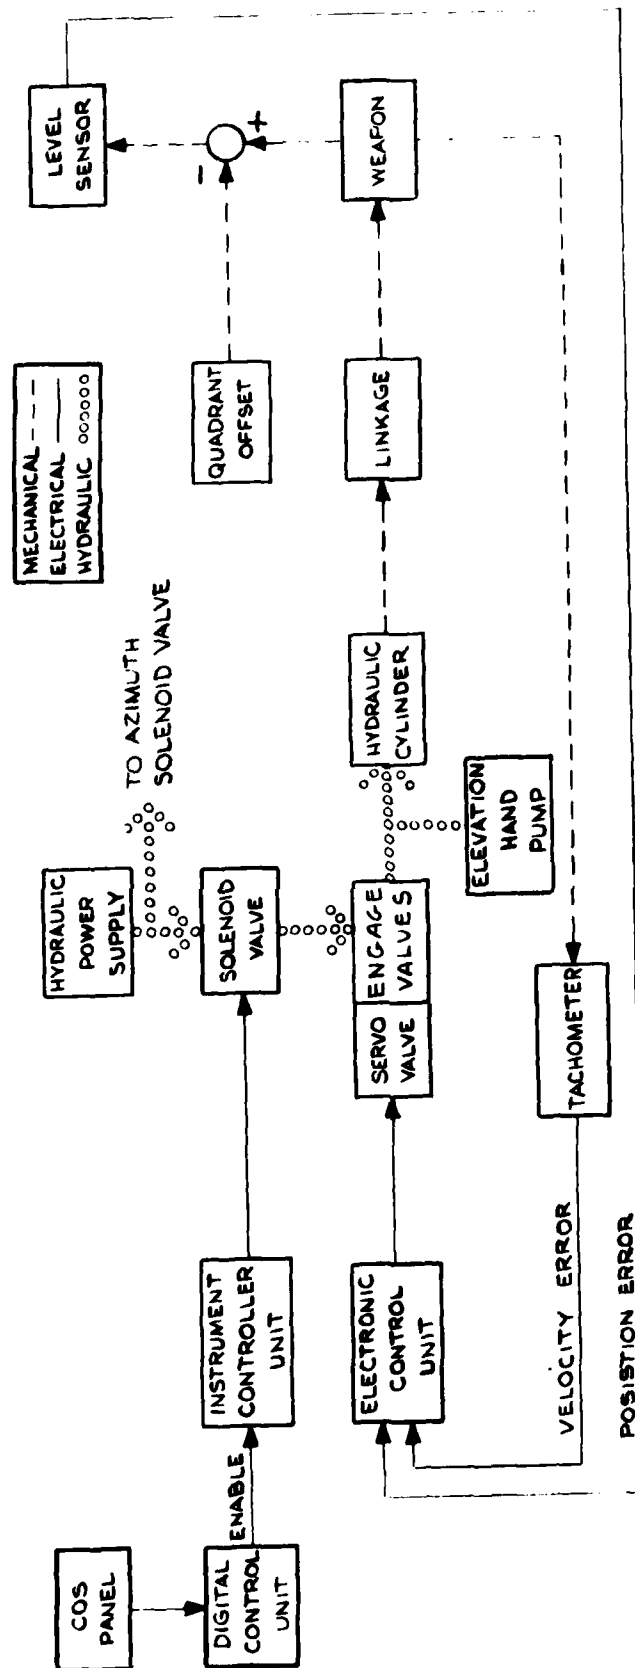 COS
PANEL
DIGITAL
CONTROL
UNIT
ENABLE
INSTRUMENT
CONTROLLER
UNIT
HYDRAULIC
POWER
SUPPLY
TO AZIMUTH
SOLENOID VALVE
SOLENOID
VALVE
MECHANICAL
ELECTRICAL
HYDRAULIC
LEVEL
SENSOR
QUADRANT
OFFSET
-
+
ELECTRONIC
CONTROL
UNIT
SERVO
VALVE
ENGAGE
VALVES
HYDRAULIC
CYLINDER
LINKAGE
WEAPON
ELEVATION
HAND
PUMP
TACHOMETER
VELOCITY ERROR
POSISTION ERROR